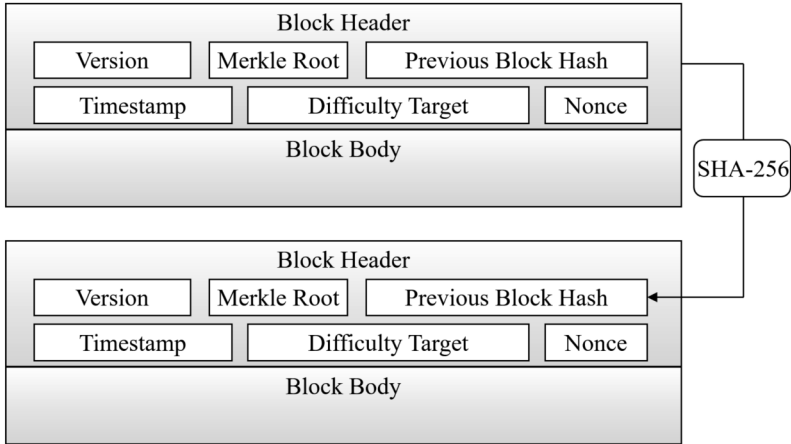 Block Header
Version Merkle Root Previous Block Hash
Timestamp Difficulty Target Nonce
Block Body
SHA-256
Block Header
Version Merkle Root Previous Block Hash
Timestamp Difficulty Target Nonce
Block Body